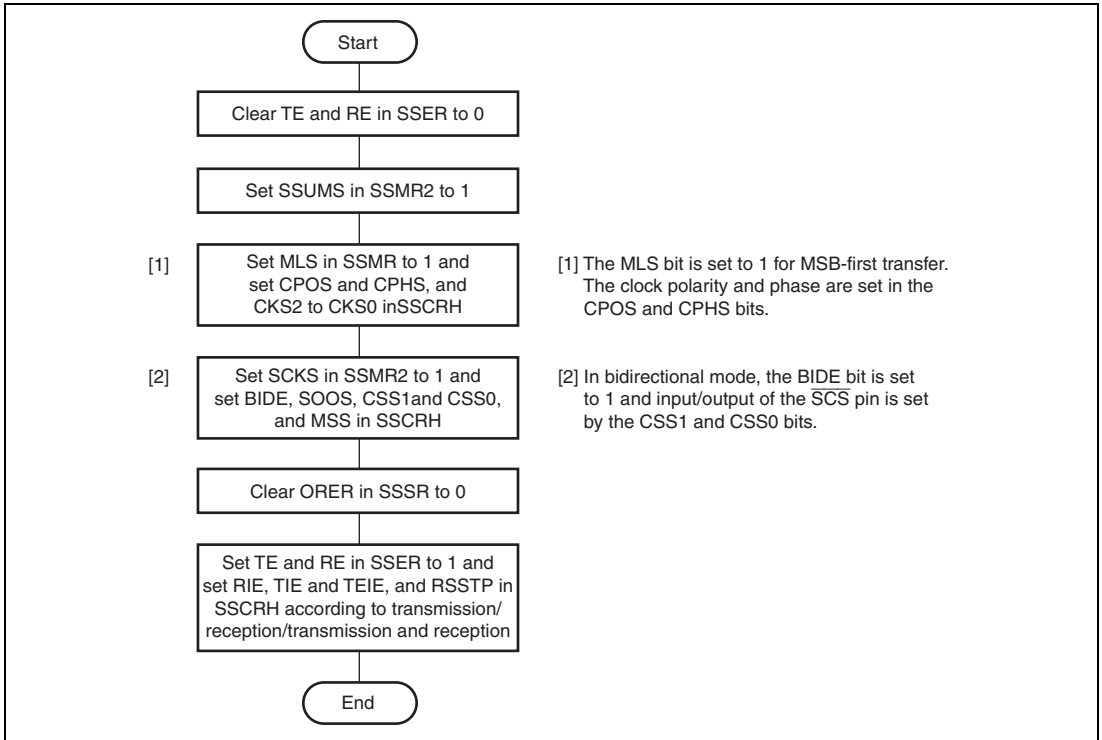 Start
Clear TE and RE in SSER to 0
Set SSUMS in SSMR2 to 1
[1]
Set MLS in SSMR to 1 and
set CPOS and CPHS, and
CKS2 to CKS0 inSSCRH
[1] The MLS bit is set to 1 for MSB-first transfer.
The clock polarity and phase are set in the
CPOS and CPHS bits.
[2]
Set SCKS in SSMR2 to 1 and
set BIDE, SOOS, CSS1and CSS0,
and MSS in SSCRH
[2] In bidirectional mode, the BIDE bit is set
to 1 and input/output of the S̅C̅S̅ pin is set
by the CSS1 and CSS0 bits.
Clear ORER in SSSR to 0
Set TE and RE in SSER to 1 and
set RIE, TIE and TEIE, and RSSTP in
SSCRH according to transmission/
reception/transmission and reception
End